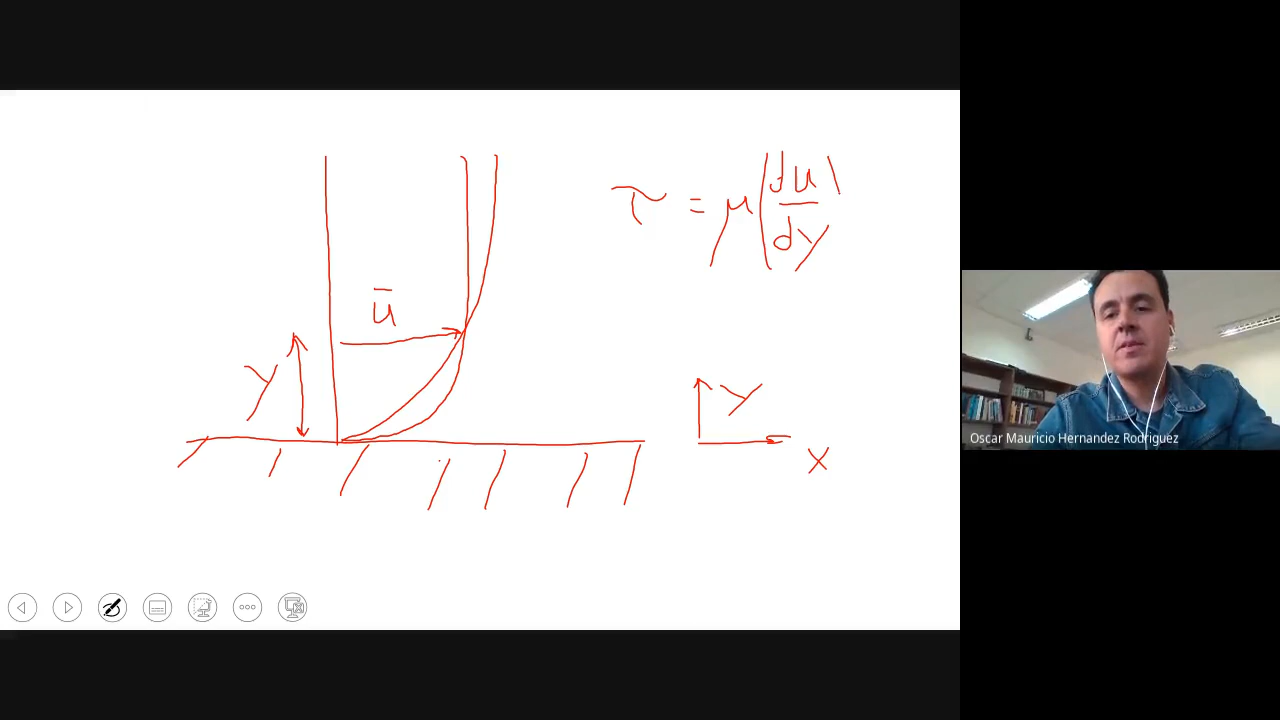 τ = μ(du/dy)
ū
y
y
x
Oscar Mauricio Hernandez Rodriguez